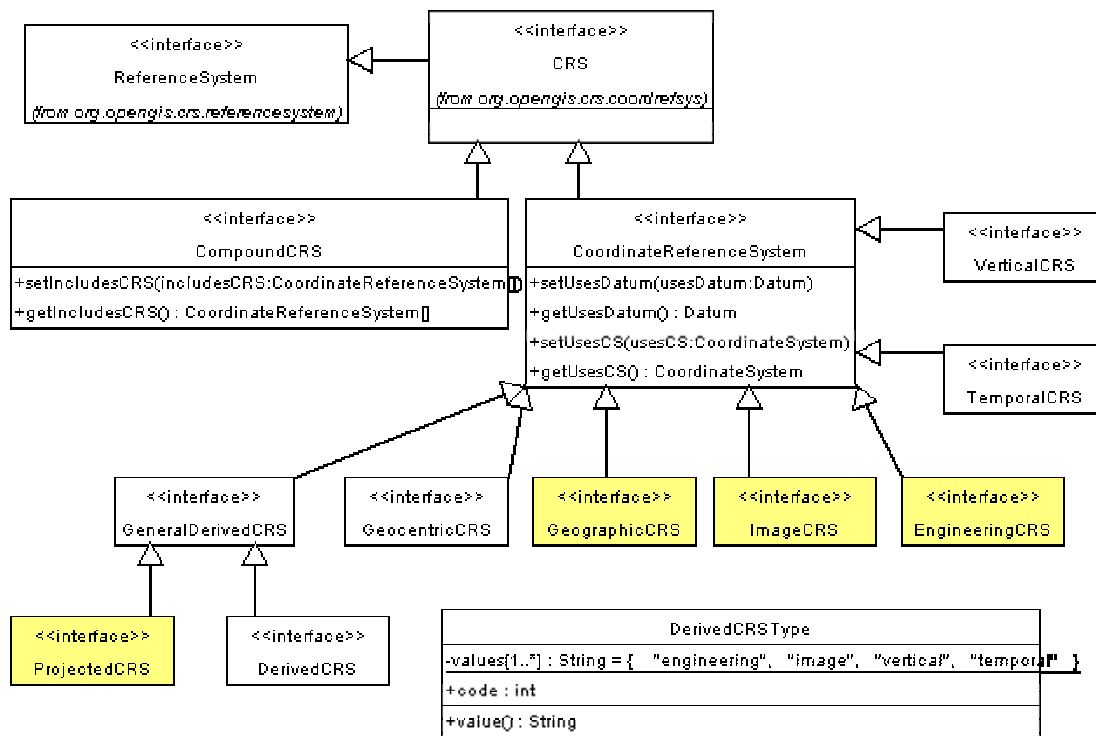 <<interface>>
ReferenceSystem
(from org.opengis.crs.referencesystem)
<<interface>>
CRS
(from org.opengis.crs.coordrefsys)
<<interface>>
CompoundCRS
+setIncludesCRS(includesCRS:CoordinateReferenceSystem[])
+getIncludesCRS() : CoordinateReferenceSystem[]
<<interface>>
CoordinateReferenceSystem
+setUsesDatum(usesDatum:Datum)
+getUsesDatum() : Datum
+setUsesCS(usesCS:CoordinateSystem)
+getUsesCS() : CoordinateSystem
<<interface>>
VerticalCRS
<<interface>>
TemporalCRS
<<interface>>
GeneralDerivedCRS
<<interface>>
GeocentricCRS
<<interface>>
GeographicCRS
<<interface>>
ImageCRS
<<interface>>
EngineeringCRS
<<interface>>
ProjectedCRS
<<interface>>
DerivedCRS
DerivedCRSType
-values[1..*] : String = { "engineering", "image", "vertical", "temporal" }
+code : int
+value() : String